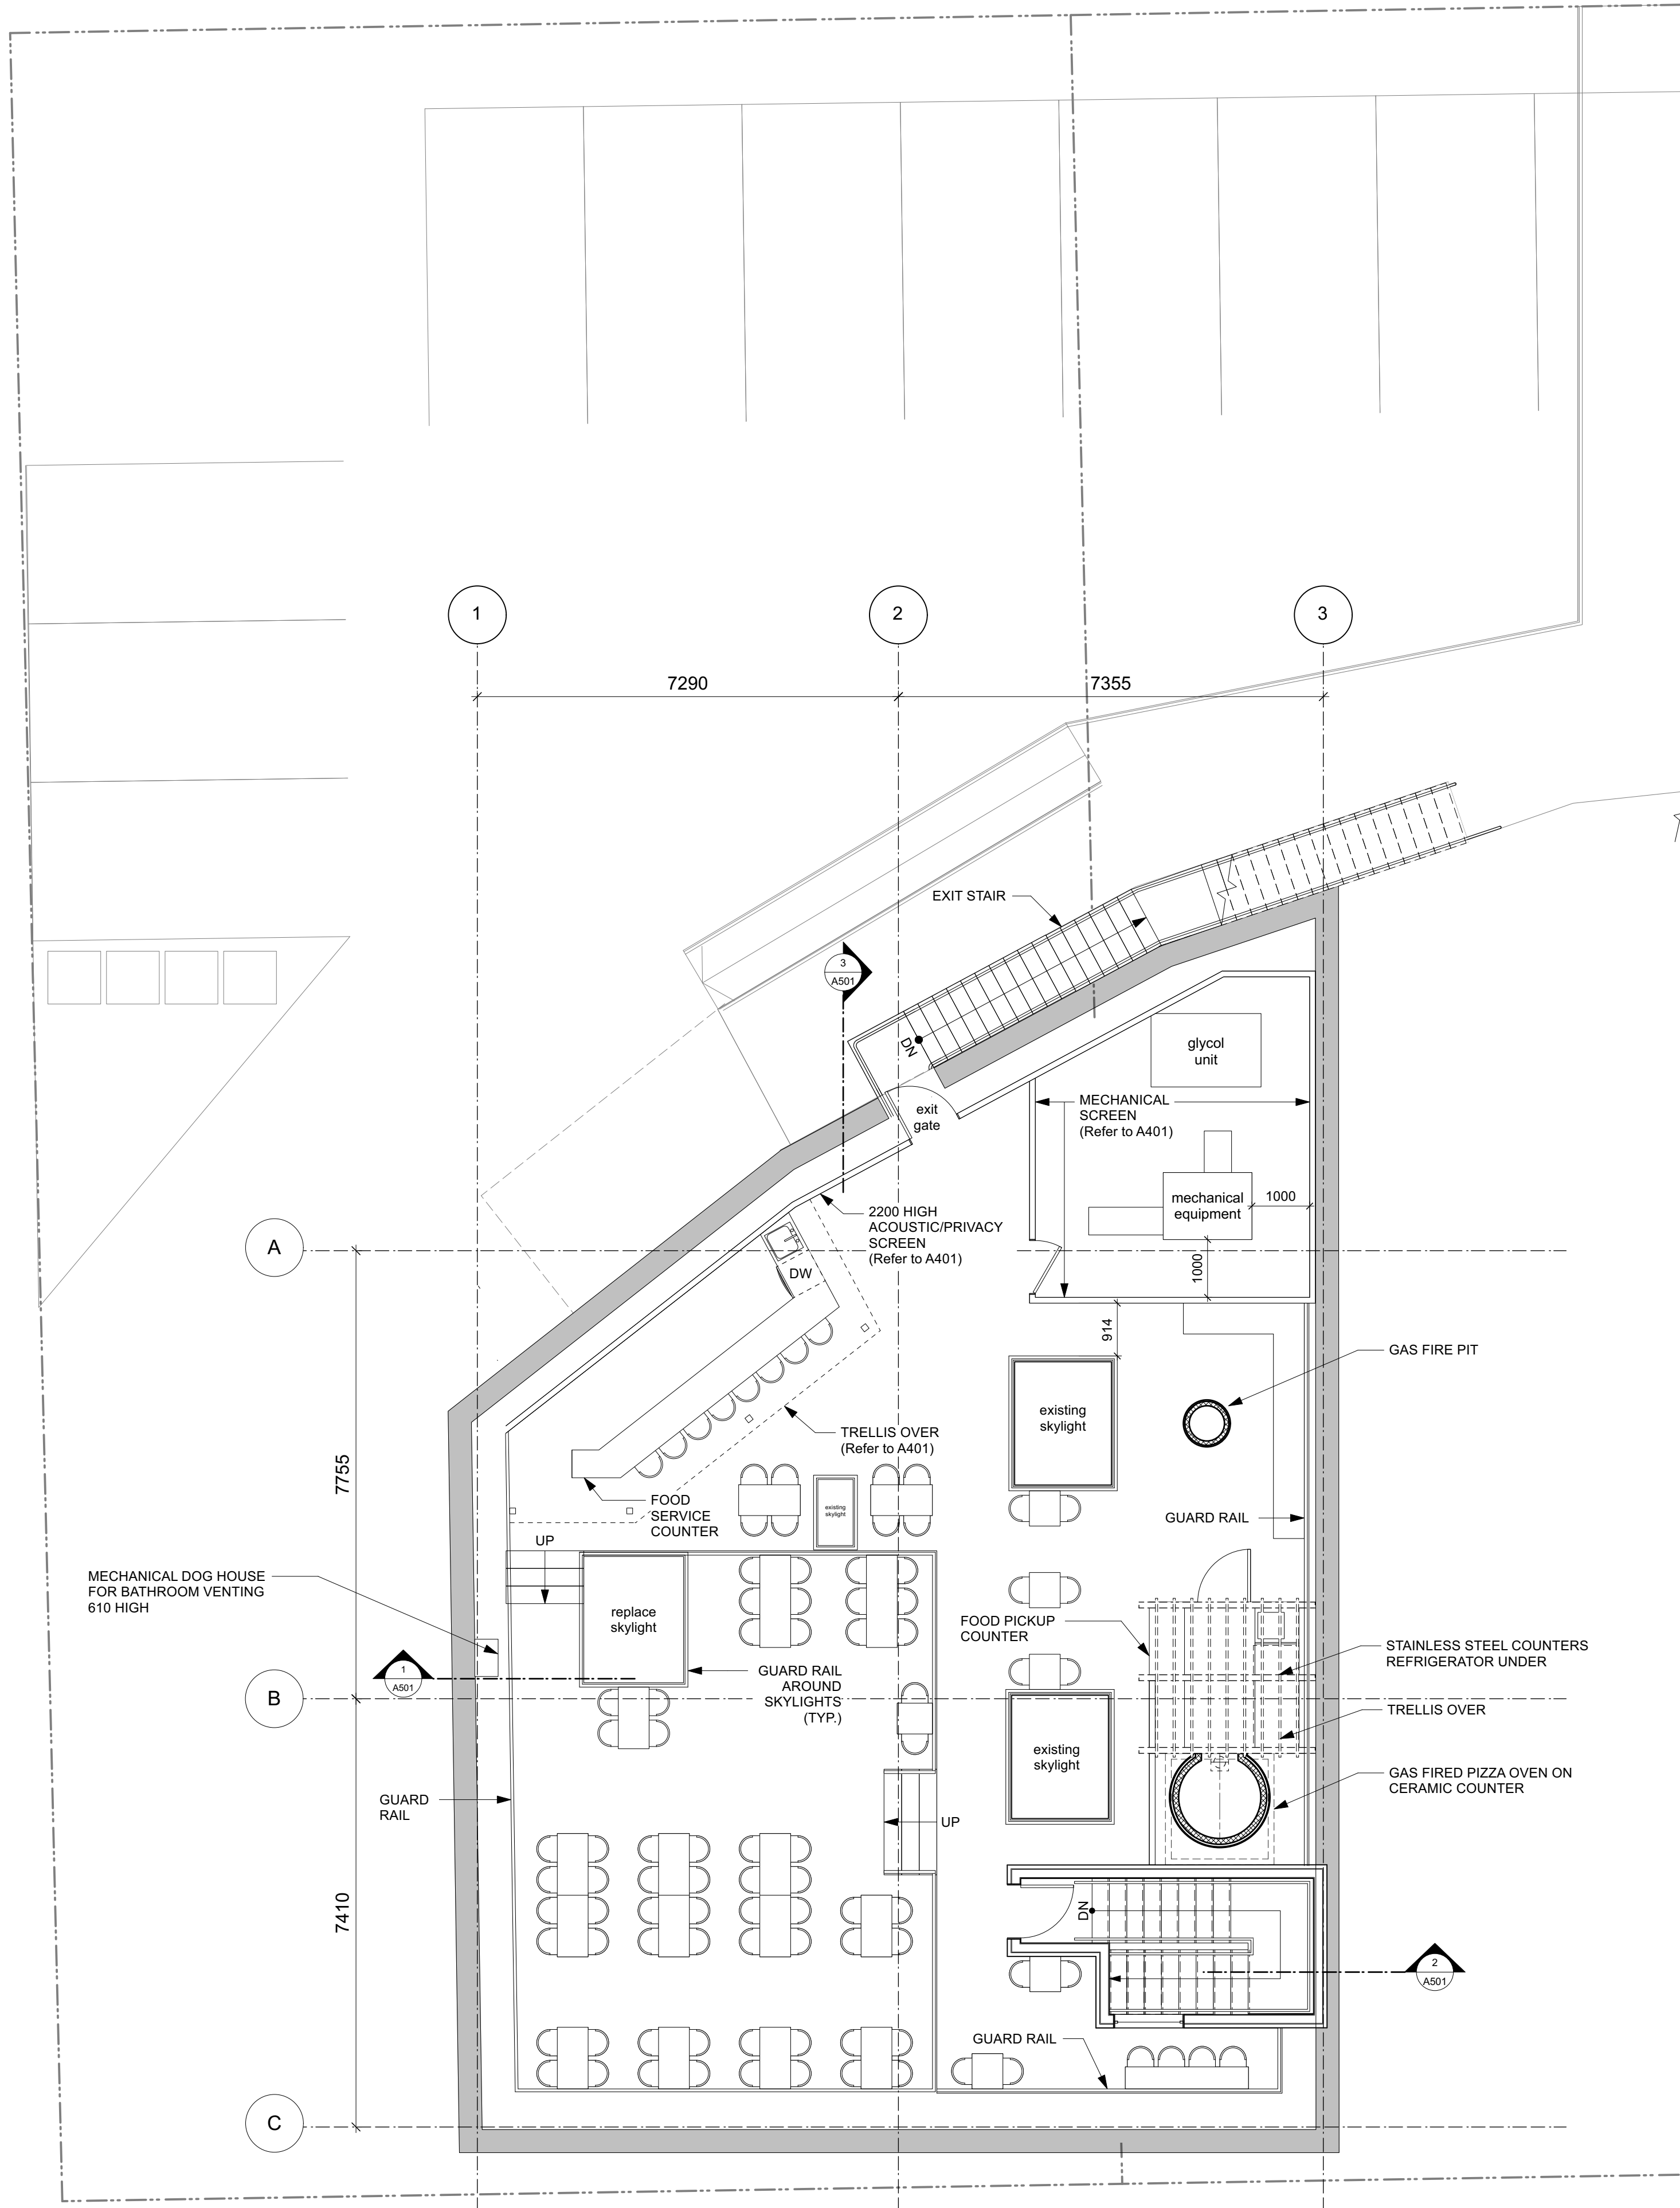 1
2
3
7290
7355
EXIT STAIR
3
A501
DN
glycol
unit
exit
gate
MECHANICAL
SCREEN
(Refer to A401)
mechanical
equipment
1000
2200 HIGH
ACOUSTIC/PRIVACY
SCREEN
(Refer to A401)
A
DW
1000
914
GAS FIRE PIT
existing
skylight
TRELLIS OVER
(Refer to A401)
7755
FOOD
SERVICE
COUNTER
existing
skylight
GUARD RAIL
UP
MECHANICAL DOG HOUSE
FOR BATHROOM VENTING
610 HIGH
replace
skylight
FOOD PICKUP
COUNTER
STAINLESS STEEL COUNTERS
REFRIGERATOR UNDER
1
A501
GUARD RAIL
AROUND
SKYLIGHTS
(TYP.)
B
TRELLIS OVER
existing
skylight
GAS FIRED PIZZA OVEN ON
CERAMIC COUNTER
GUARD
RAIL
UP
7410
DN
2
A501
GUARD RAIL
C